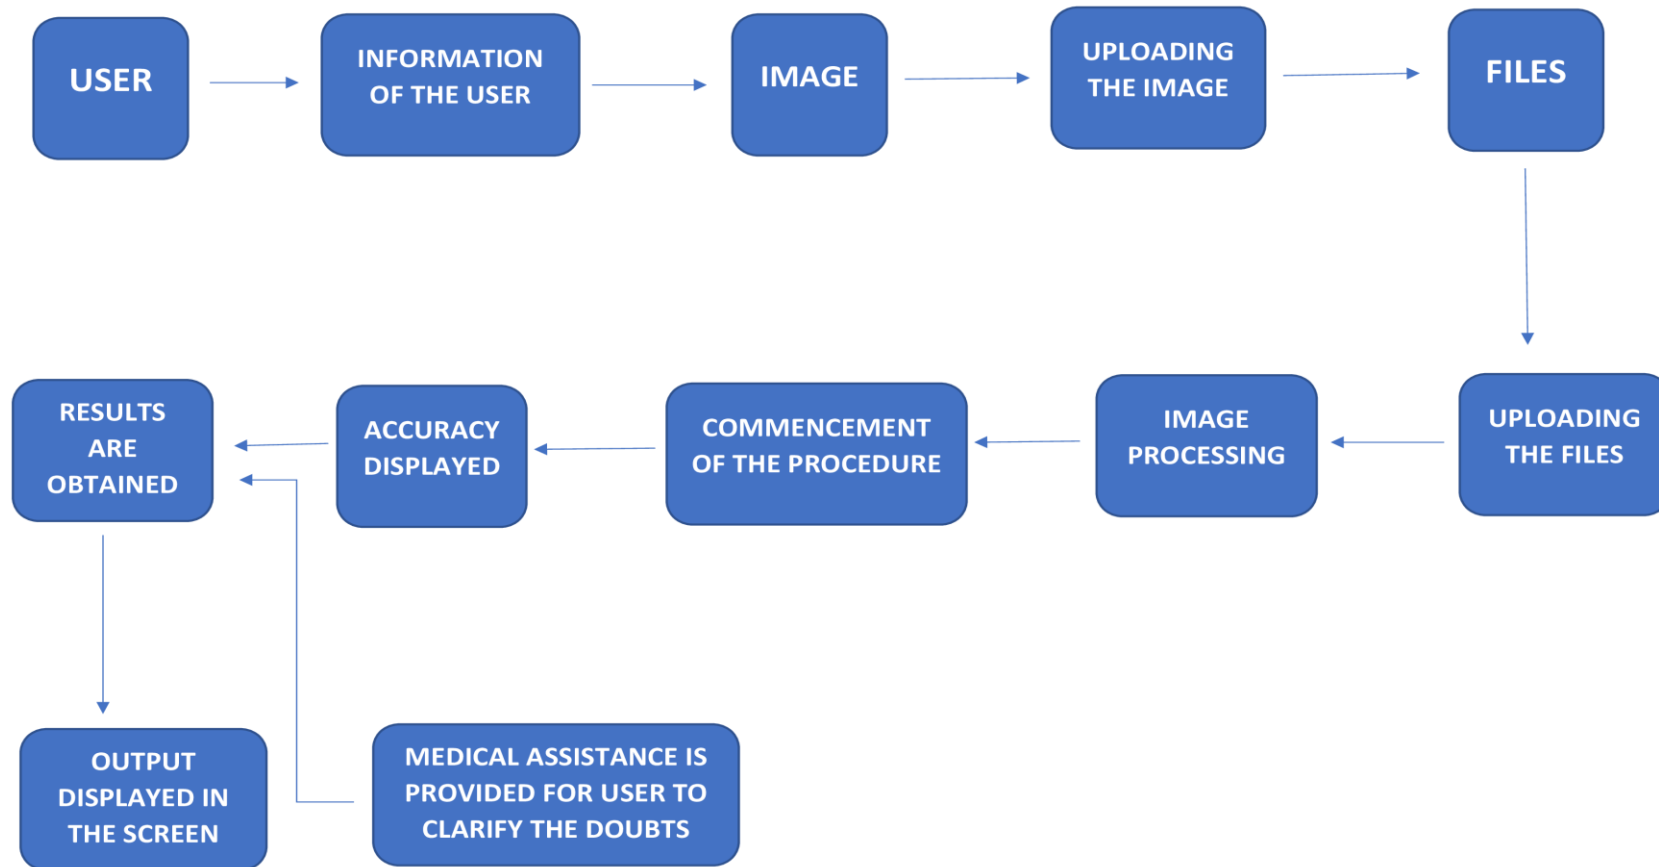 USER
INFORMATION
OF THE USER
IMAGE
UPLOADING
THE IMAGE
FILES
UPLOADING
THE FILES
IMAGE
PROCESSING
COMMENCEMENT
OF THE PROCEDURE
ACCURACY
DISPLAYED
RESULTS
ARE
OBTAINED
OUTPUT
DISPLAYED IN
THE SCREEN
MEDICAL ASSISTANCE IS
PROVIDED FOR USER TO
CLARIFY THE DOUBTS